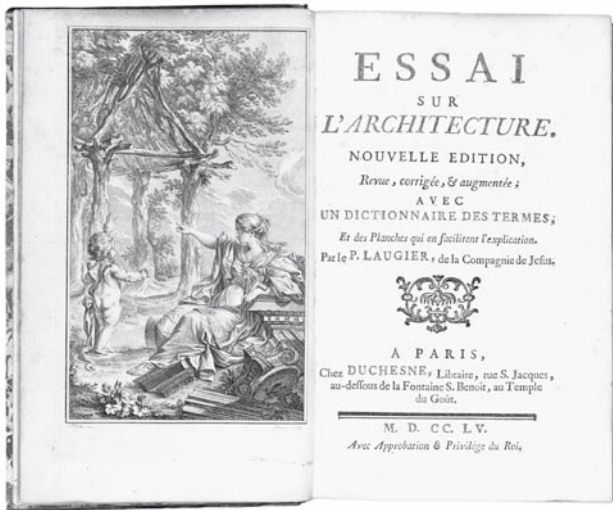 ESSAI
SUR
L'ARCHITECTURE.
NOUVELLE EDITION,
Revue, corrigée, & augmentée;
AVEC
UN DICTIONNAIRE DES TERMES;
Et des Planches qui en facilitent l'explication.
Par le P. LAUGIER, de la Compagnie de Jesus.
A PARIS,
Chez DUCHESNE, Libraire, rue S. Jacques,
au-dessous de la Fontaine S. Benoit, au Temple
du Goût.
M. D. CC. LV.
Avec Approbation & Privilége du Roi.